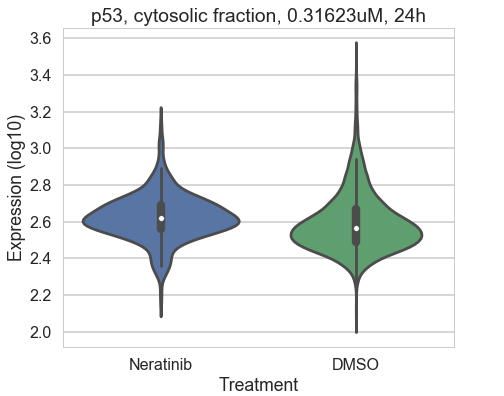 p53, cytosolic fraction, 0.31623uM, 24h
Expression (log10)
3.6
3.4
3.2
3.0
2.8
2.6
2.4
2.2
2.0
Neratinib DMSO
Treatment